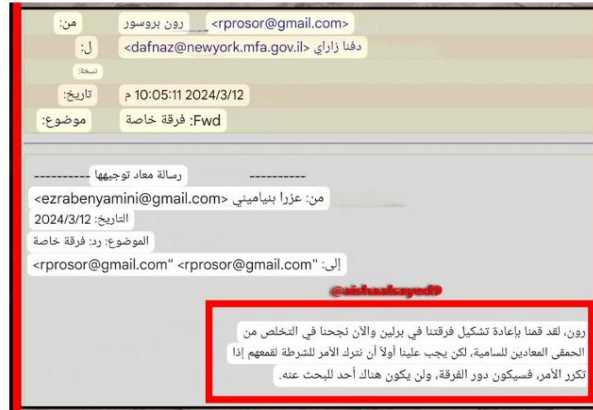 من: رون بروسور <rprosor@gmail.com>
ل: دفنا زاراي <dafnaz@newyork.mfa.gov.il>
نسخة:
تاريخ: 2024/3/12 10:05:11 م
موضوع: Fwd: فرقة خاصة
---------- رسالة معاد توجيهها ----------
من: عزرا بنياميني <ezrabenyamini@gmail.com>
التاريخ: 2024/3/12
الموضوع: رد: فرقة خاصة
إلى: "rprosor@gmail.com" <rprosor@gmail.com>
@aishaalsayed9
رون، لقد قمنا بإعادة تشكيل فرقتنا في برلين والآن نجحنا في التخلص من
الحمقى المعادين للسامية، لكن يجب علينا أولاً أن نترك الأمر للشرطة لقمعهم إذا
تكرر الأمر، فسيكون دور الفرقة، ولن يكون هناك أحد للبحث عنه.